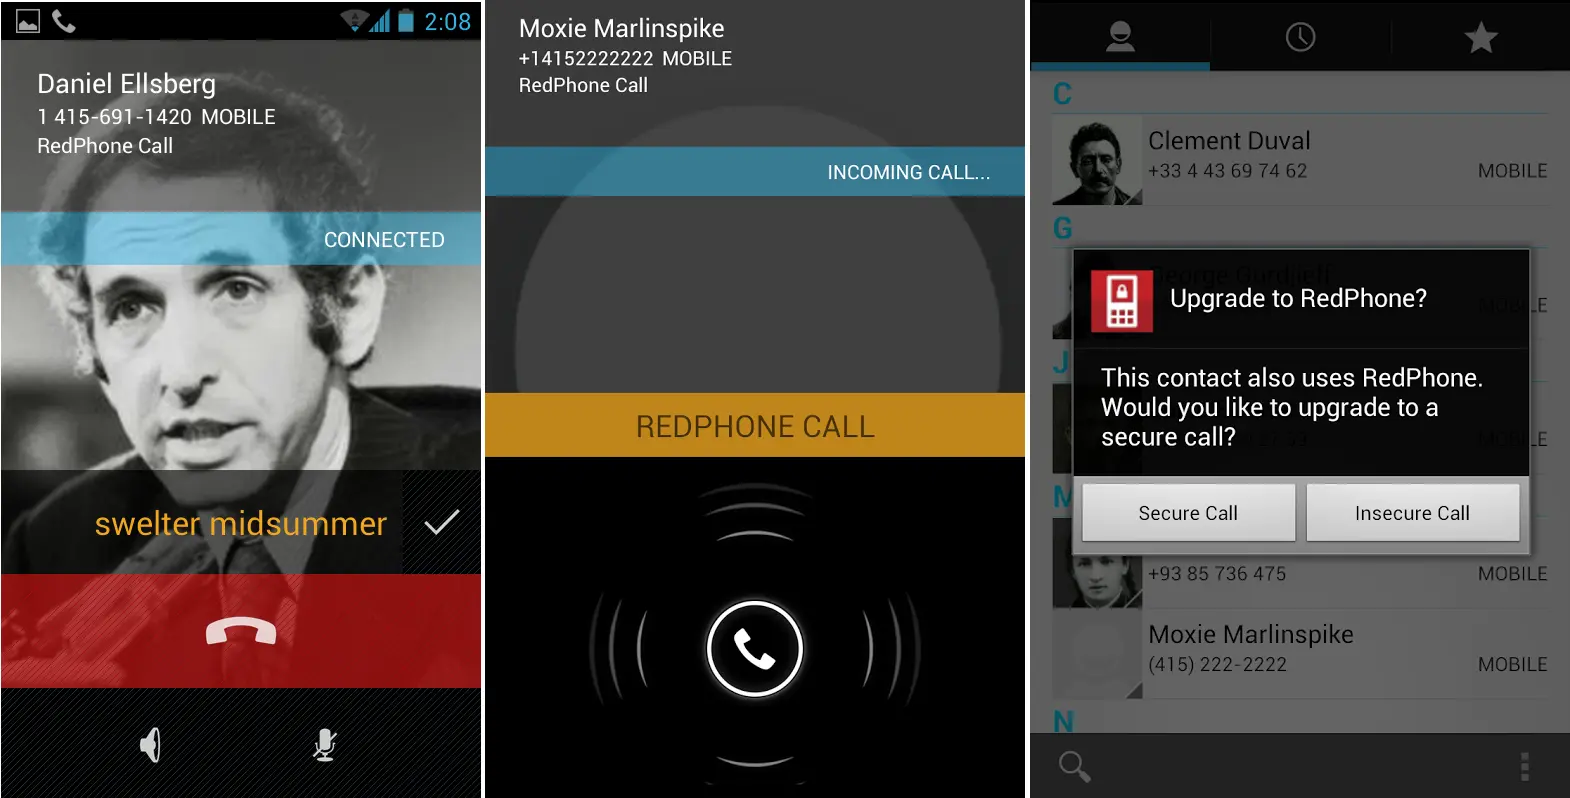 2:08
Daniel Ellsberg
1 415-691-1420 MOBILE
RedPhone Call
CONNECTED
swelter midsummer
Moxie Marlinspike
+14152222222 MOBILE
RedPhone Call
INCOMING CALL...
REDPHONE CALL
C
Clement Duval
+33 4 43 69 74 62 MOBILE
G
George Gurdjieff
MOBILE
Upgrade to RedPhone?
J
This contact also uses RedPhone.
Would you like to upgrade to a
secure call?
MOBILE
M
Secure Call Insecure Call
+93 85 736 475 MOBILE
Moxie Marlinspike
(415) 222-2222 MOBILE
N